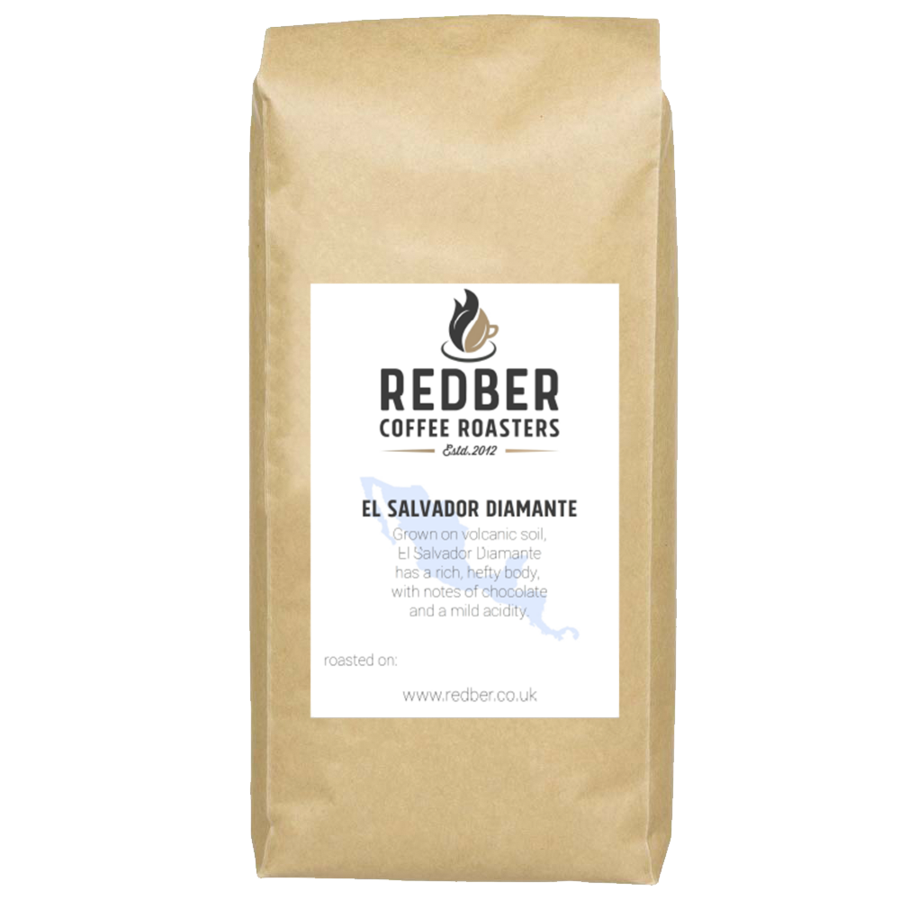 REDBER
COFFEE ROASTERS
Estd.2012
EL SALVADOR DIAMANTE
Grown on volcanic soil,
El Salvador Diamante
has a rich, hefty body,
with notes of chocolate
and a mild acidity.
roasted on:
www.redber.co.uk